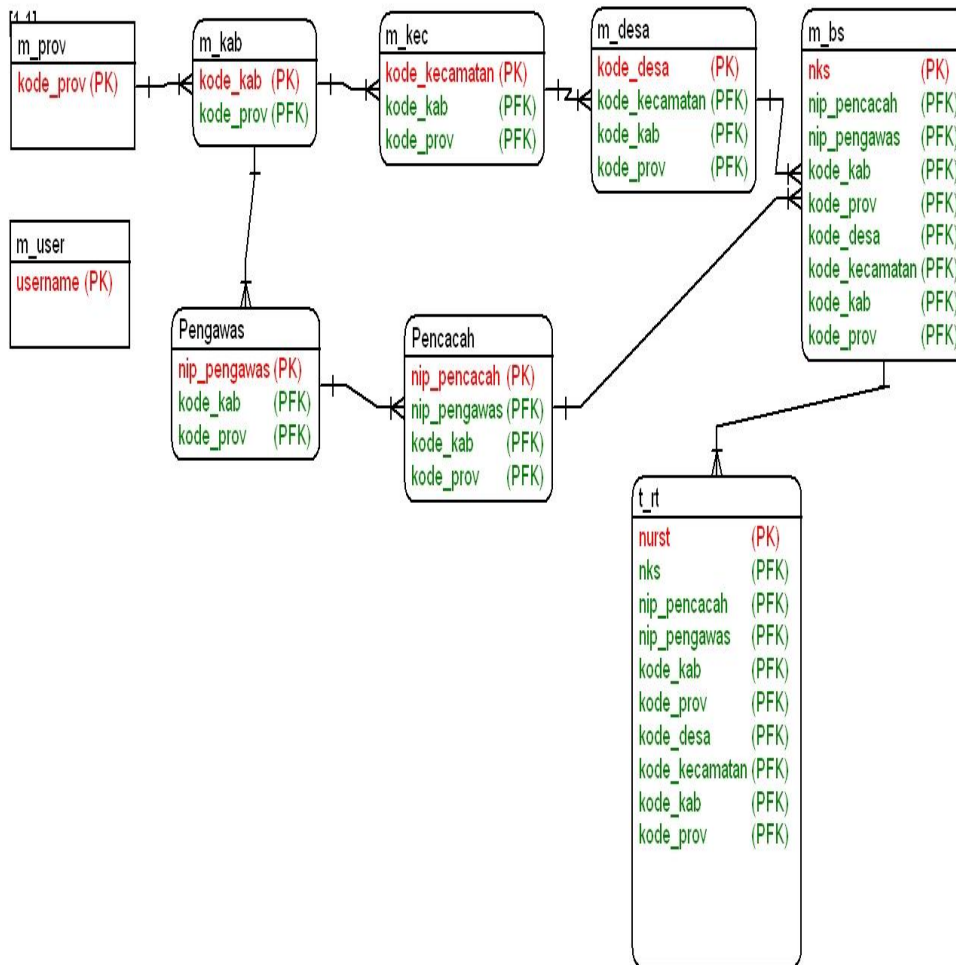 [1.1]
m_prov
kode_prov (PK)
m_kab
kode_kab (PK)
kode_prov (PFK)
m_kec
kode_kecamatan (PK)
kode_kab (PFK)
kode_prov (PFK)
m_desa
kode_desa (PK)
kode_kecamatan (PFK)
kode_kab (PFK)
kode_prov (PFK)
m_bs
nks (PK)
nip_pencacah (PFK)
nip_pengawas (PFK)
kode_kab (PFK)
kode_prov (PFK)
kode_desa (PFK)
kode_kecamatan (PFK)
kode_kab (PFK)
kode_prov (PFK)
m_user
username (PK)
Pengawas
nip_pengawas (PK)
kode_kab (PFK)
kode_prov (PFK)
Pencacah
nip_pencacah (PK)
nip_pengawas (PFK)
kode_kab (PFK)
kode_prov (PFK)
t_rt
nurst (PK)
nks (PFK)
nip_pencacah (PFK)
nip_pengawas (PFK)
kode_kab (PFK)
kode_prov (PFK)
kode_desa (PFK)
kode_kecamatan (PFK)
kode_kab (PFK)
kode_prov (PFK)